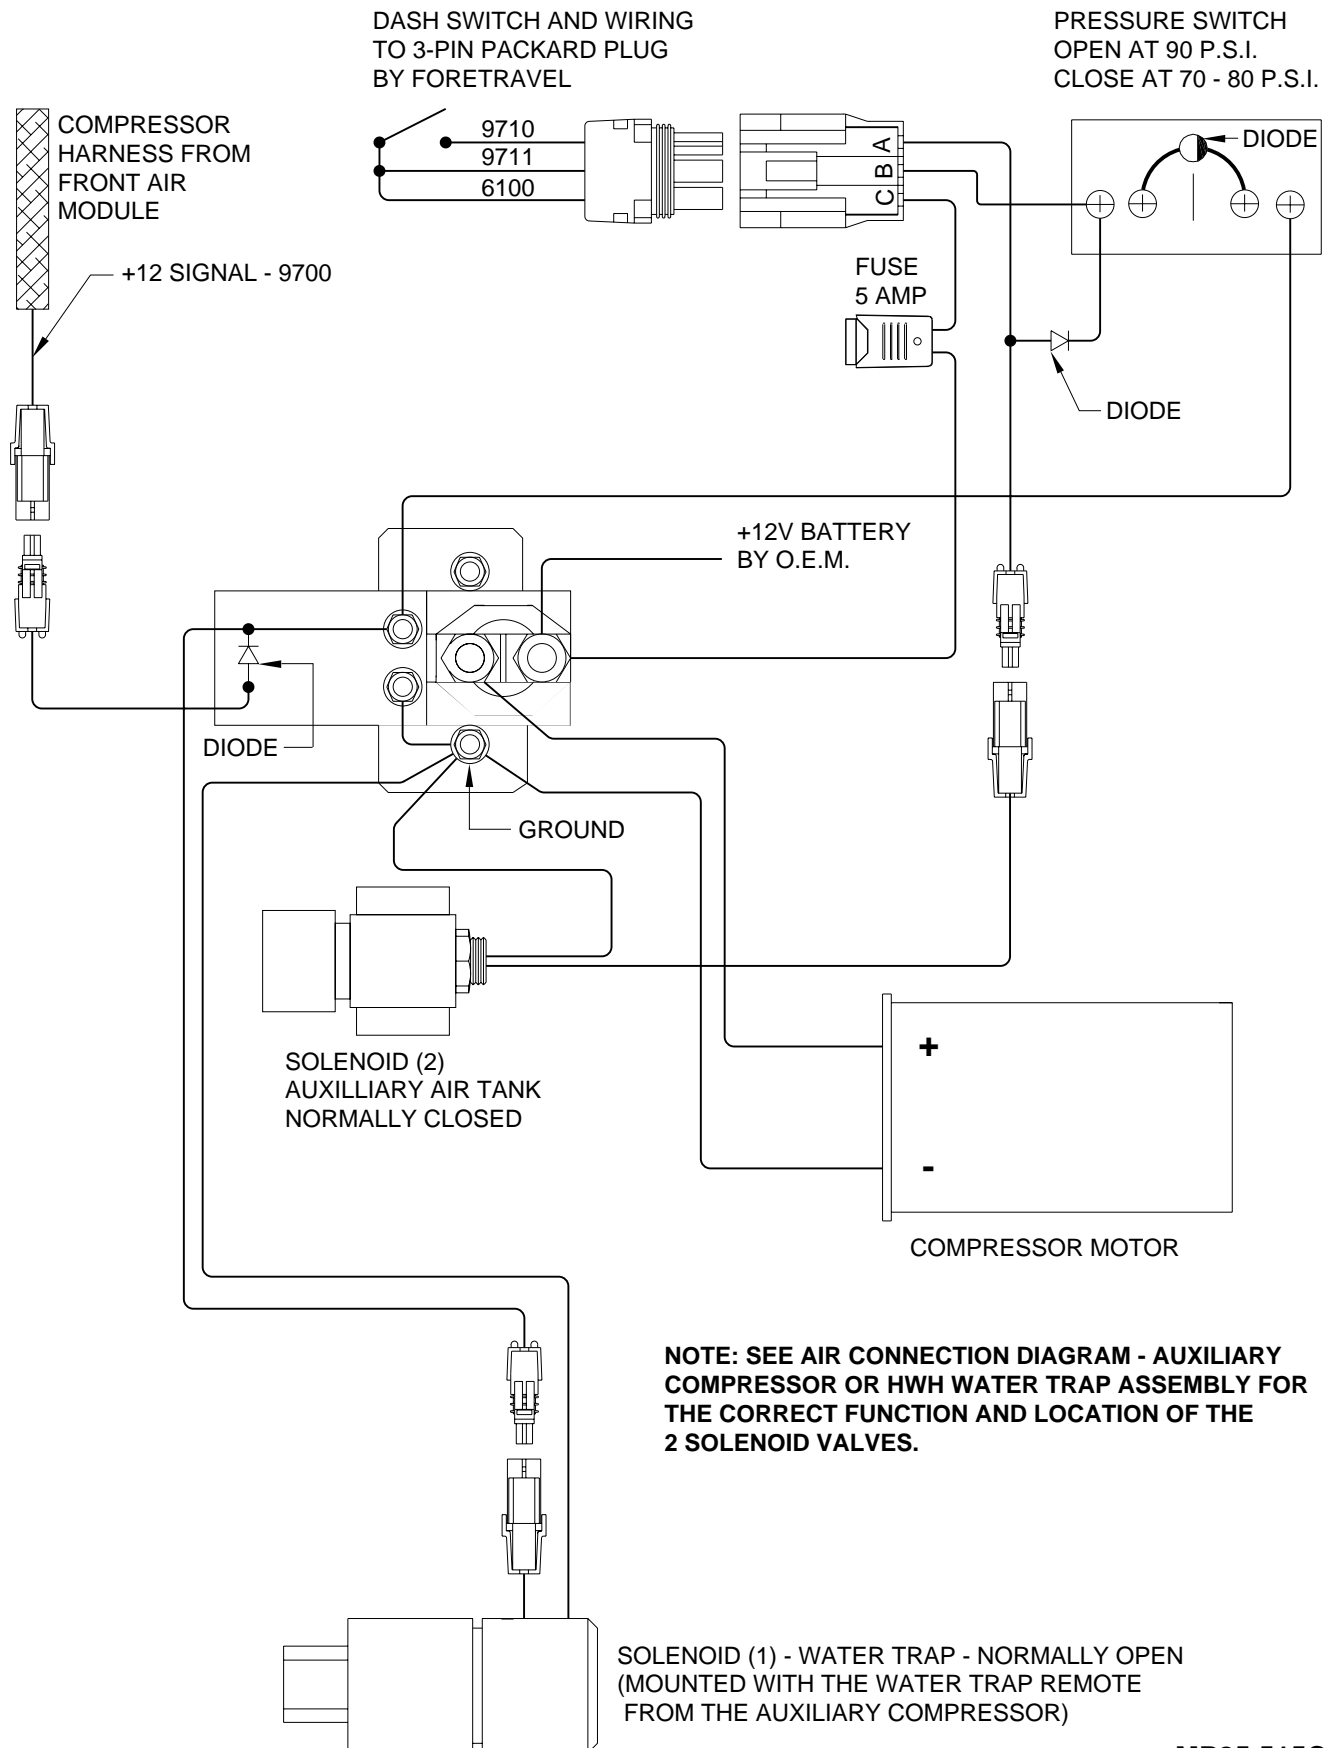 DASH SWITCH AND WIRING
TO 3-PIN PACKARD PLUG
BY FORETRAVEL
PRESSURE SWITCH
OPEN AT 90 P.S.I.
CLOSE AT 70 - 80 P.S.I.
COMPRESSOR
HARNESS FROM
FRONT AIR
MODULE
9710
9711
6100
A
B
C
DIODE
+12 SIGNAL - 9700
FUSE
5 AMP
DIODE
+12V BATTERY
BY O.E.M.
DIODE
GROUND
SOLENOID (2)
AUXILLIARY AIR TANK
NORMALLY CLOSED
+
-
COMPRESSOR MOTOR
NOTE: SEE AIR CONNECTION DIAGRAM - AUXILIARY
COMPRESSOR OR HWH WATER TRAP ASSEMBLY FOR
THE CORRECT FUNCTION AND LOCATION OF THE
2 SOLENOID VALVES.
SOLENOID (1) - WATER TRAP - NORMALLY OPEN
(MOUNTED WITH THE WATER TRAP REMOTE
FROM THE AUXILIARY COMPRESSOR)